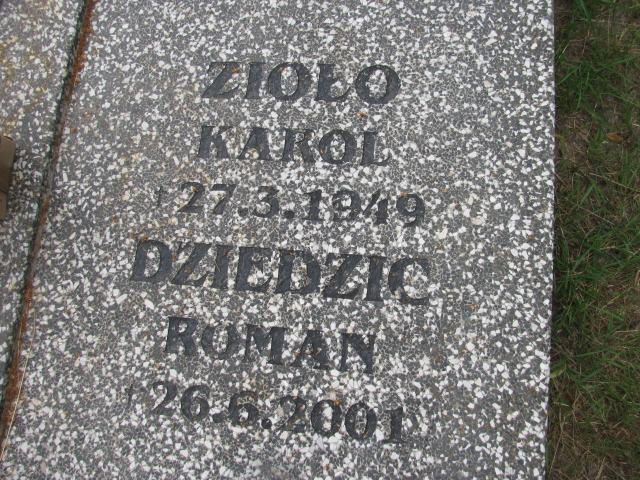 ZIOŁO
KAROL
† 27.3.1949
DZIEDZIC
ROMAN
† 26.6.2001